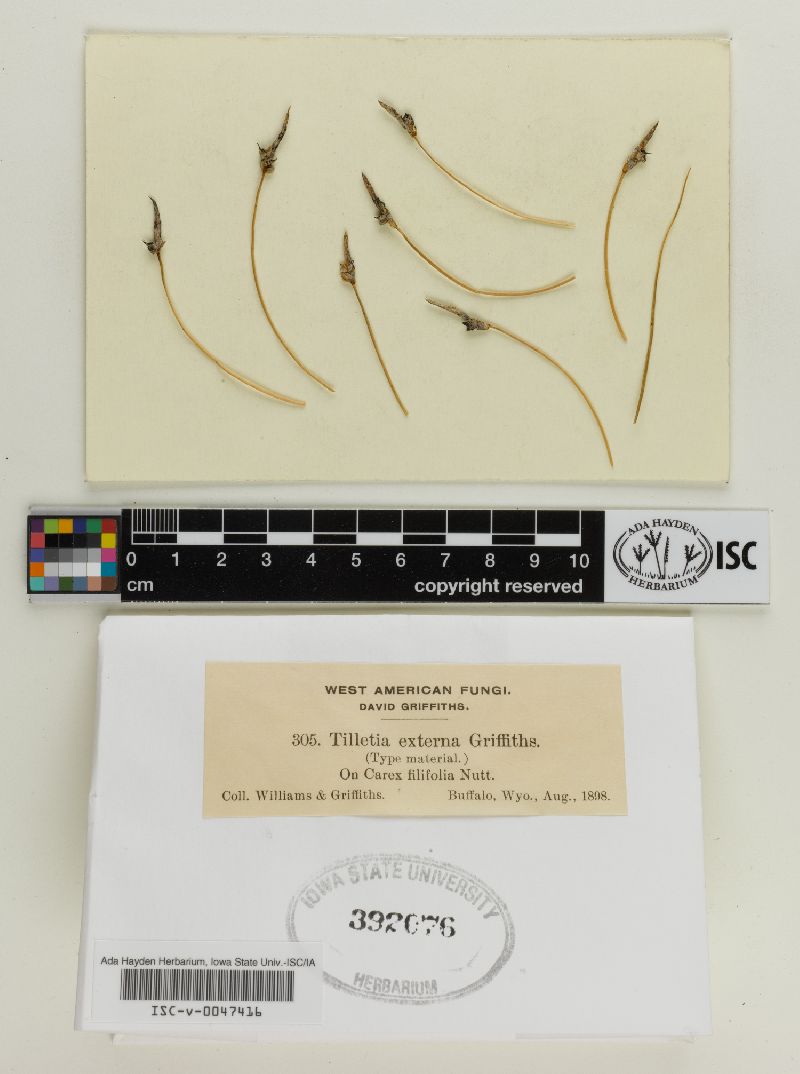 0 1 2 3 4 5 6 7 8 9 10
cm
copyright reserved
ADA HAYDEN
HERBARIUM
ISC
WEST AMERICAN FUNGI.
DAVID GRIFFITHS.
305. Tilletia externa Griffiths.
(Type material.)
On Carex filifolia Nutt.
Coll. Williams & Griffiths. Buffalo, Wyo., Aug., 1898.
IOWA STATE UNIVERSITY
392076
HERBARIUM
Ada Hayden Herbarium, Iowa State Univ.-ISC/IA
ISC-v-0047416